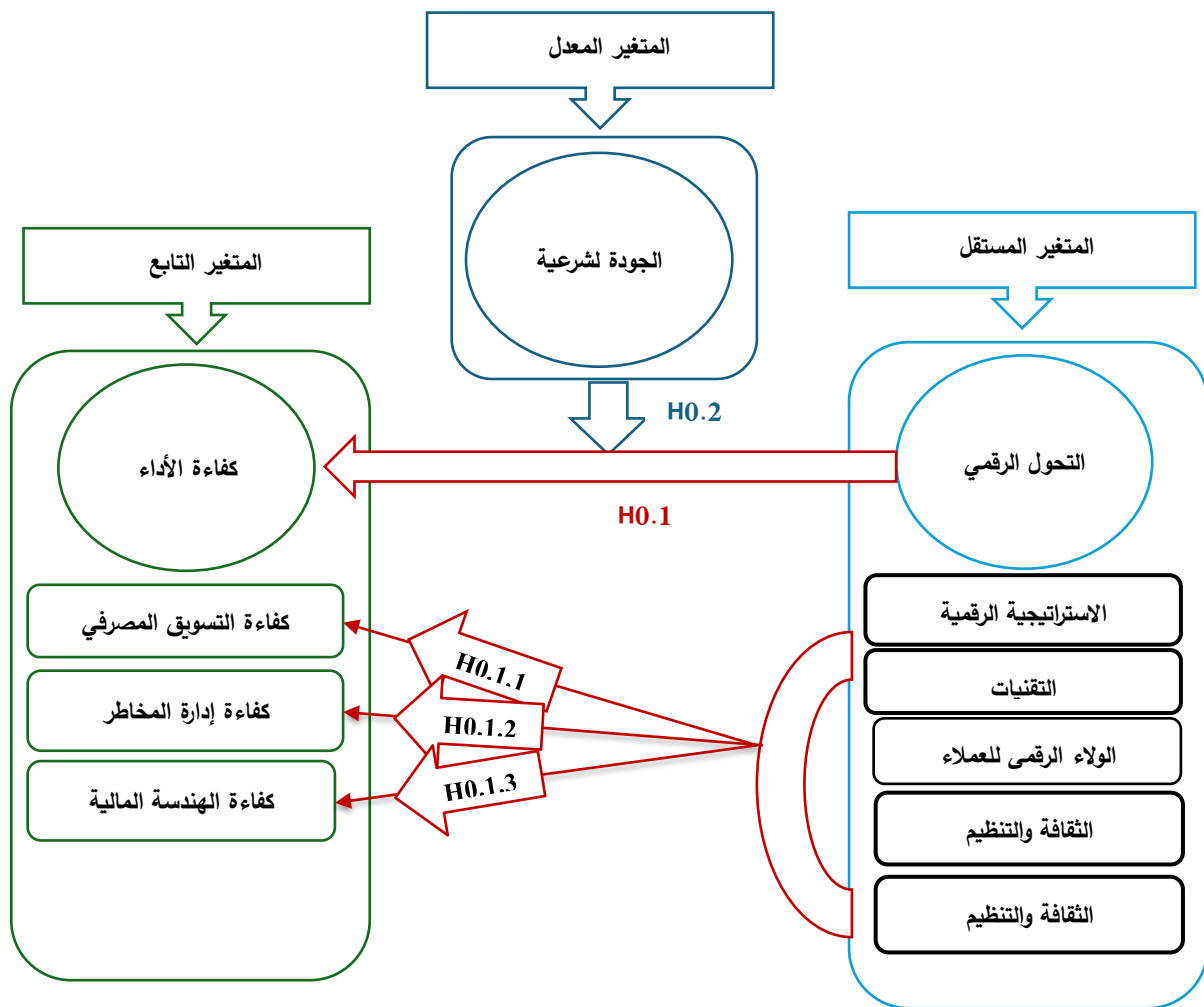 المتغير المعدل
الجودة لشرعية
المتغير المستقل
المتغير التابع
H0.2
التحول الرقمي
كفاءة الأداء
H0.1
الاستراتيجية الرقمية
التقنيات
الولاء الرقمي للعملاء
الثقافة والتنظيم
الثقافة والتنظيم
H0.1.1
H0.1.2
H0.1.3
كفاءة التسويق المصرفي
كفاءة إدارة المخاطر
كفاءة الهندسة المالية